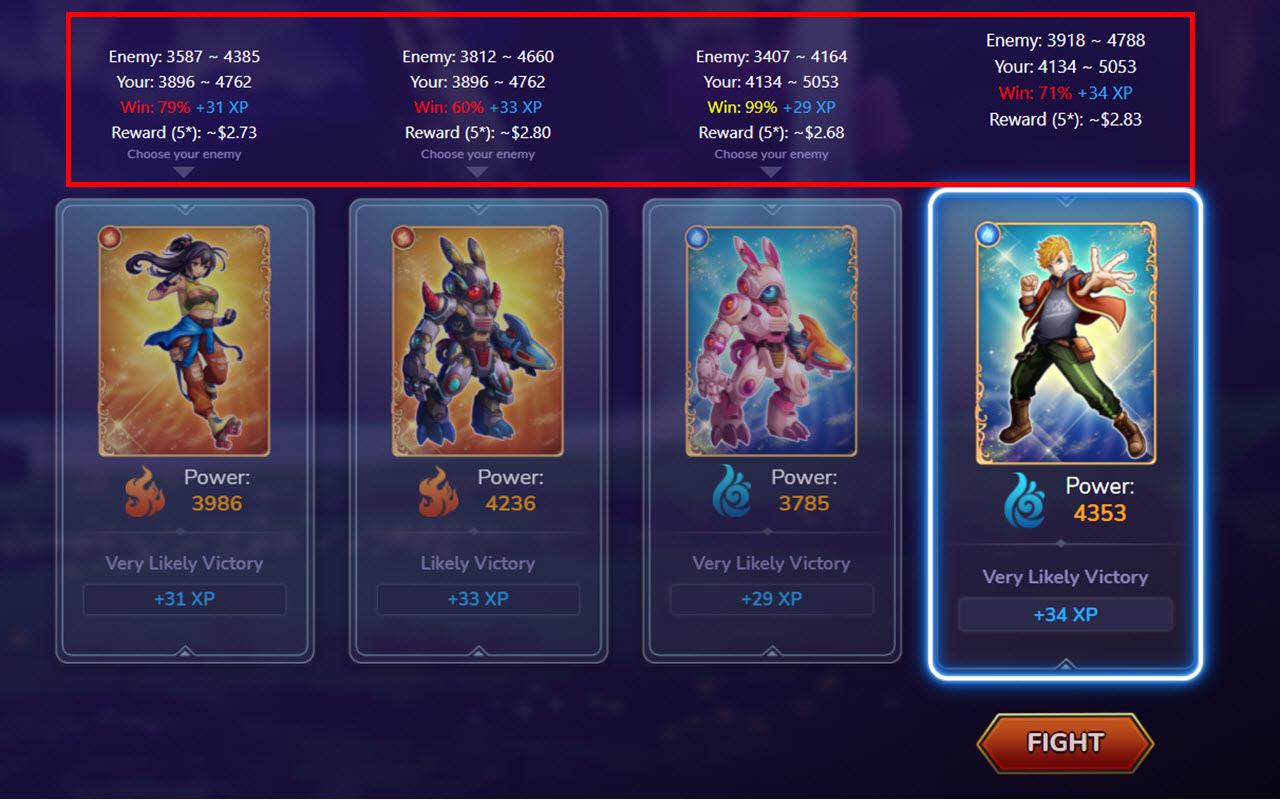 Enemy: 3587 ~ 4385
Your: 3896 ~ 4762
Win: 79% +31 XP
Reward (5*): ~$2.73
Choose your enemy
Enemy: 3812 ~ 4660
Your: 3896 ~ 4762
Win: 60% +33 XP
Reward (5*): ~$2.80
Choose your enemy
Enemy: 3407 ~ 4164
Your: 4134 ~ 5053
Win: 99% +29 XP
Reward (5*): ~$2.68
Choose your enemy
Enemy: 3918 ~ 4788
Your: 4134 ~ 5053
Win: 71% +34 XP
Reward (5*): ~$2.83
Power:
3986
Very Likely Victory
+31 XP
Power:
4236
Likely Victory
+33 XP
Power:
3785
Very Likely Victory
+29 XP
Power:
4353
Very Likely Victory
+34 XP
FIGHT